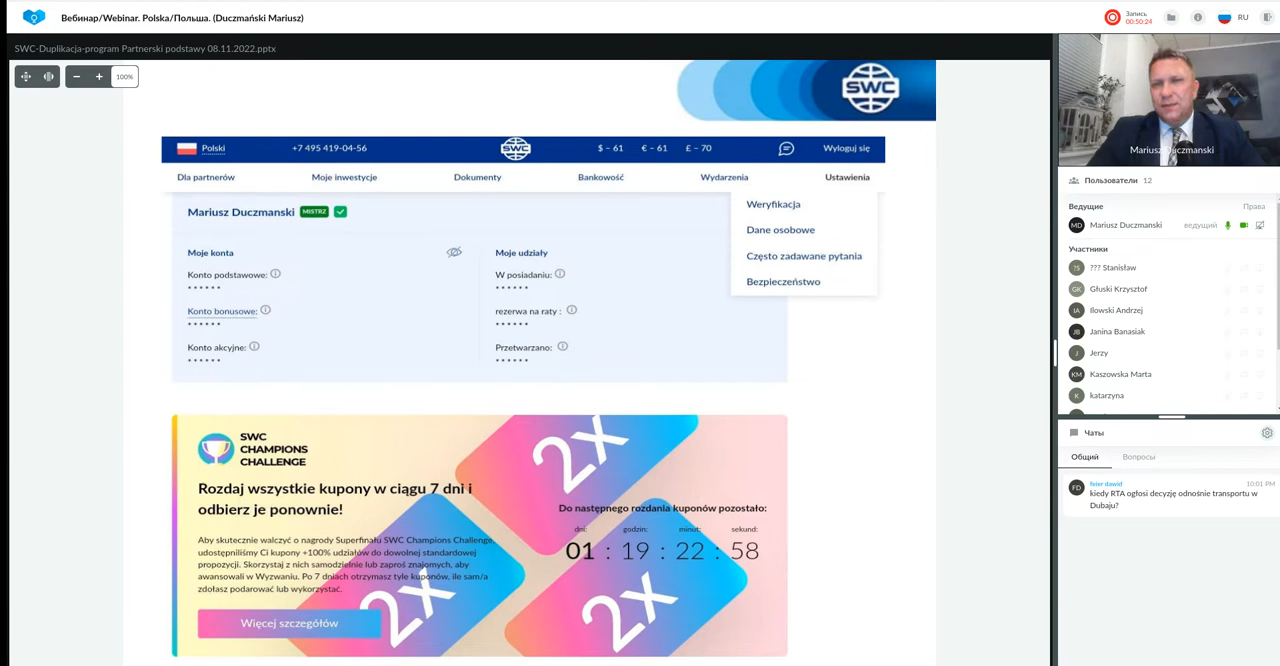 Вебинар/Webinar. Polska/Польша. (Duczmański Mariusz)
Запись
00:50:24
RU
SWC-Duplikacja-program Partnerski podstawy 08.11.2022.pptx
100%
SWC
Polski
+7 495 419-04-56
SWC
$ – 61
€ – 61
£ – 70
Wyloguj się
Dla partnerów
Moje inwestycje
Dokumenty
Bankowość
Wydarzenia
Ustawienia
Weryfikacja
Dane osobowe
Często zadawane pytania
Bezpieczeństwo
Mariusz Duczmanski
MISTRZ
Moje konta
Konto podstawowe:
Konto bonusowe:
Konto akcyjne:
Moje udziały
W posiadaniu:
rezerwa na raty :
Przetwarzano:
SWC
CHAMPIONS
CHALLENGE
Rozdaj wszystkie kupony w ciągu 7 dni i
odbierz je ponownie!
Aby skutecznie walczyć o nagrody Superfinału SWC Champions Challenge,
udostępniliśmy Ci kupony +100% udziałów do dowolnej standardowej
propozycji. Skorzystaj z nich samodzielnie lub zaproś znajomych, aby
awansowali w Wyzwaniu. Po 7 dniach otrzymasz tyle kuponów, ile sam/a
zdołasz podarować lub wykorzystać.
Więcej szczegółów
2x
2x
2x
Do następnego rozdania kuponów pozostało:
dni: godzin: minut: sekund:
01 : 19 : 22 : 58
Mariusz Duczmanski
Пользователи 12
Ведущие
Права
MD Mariusz Duczmanski ведущий
Участники
?S ??? Stanisław
GK Głuski Krzysztof
IA Ilowski Andrzej
JB Janina Banasiak
J Jerzy
KM Kaszowska Marta
K katarzyna
Чаты
Общий
Вопросы
FD feier dawid 10:01 PM
kiedy RTA ogłosi decyzję odnośnie transportu w
Dubaju?